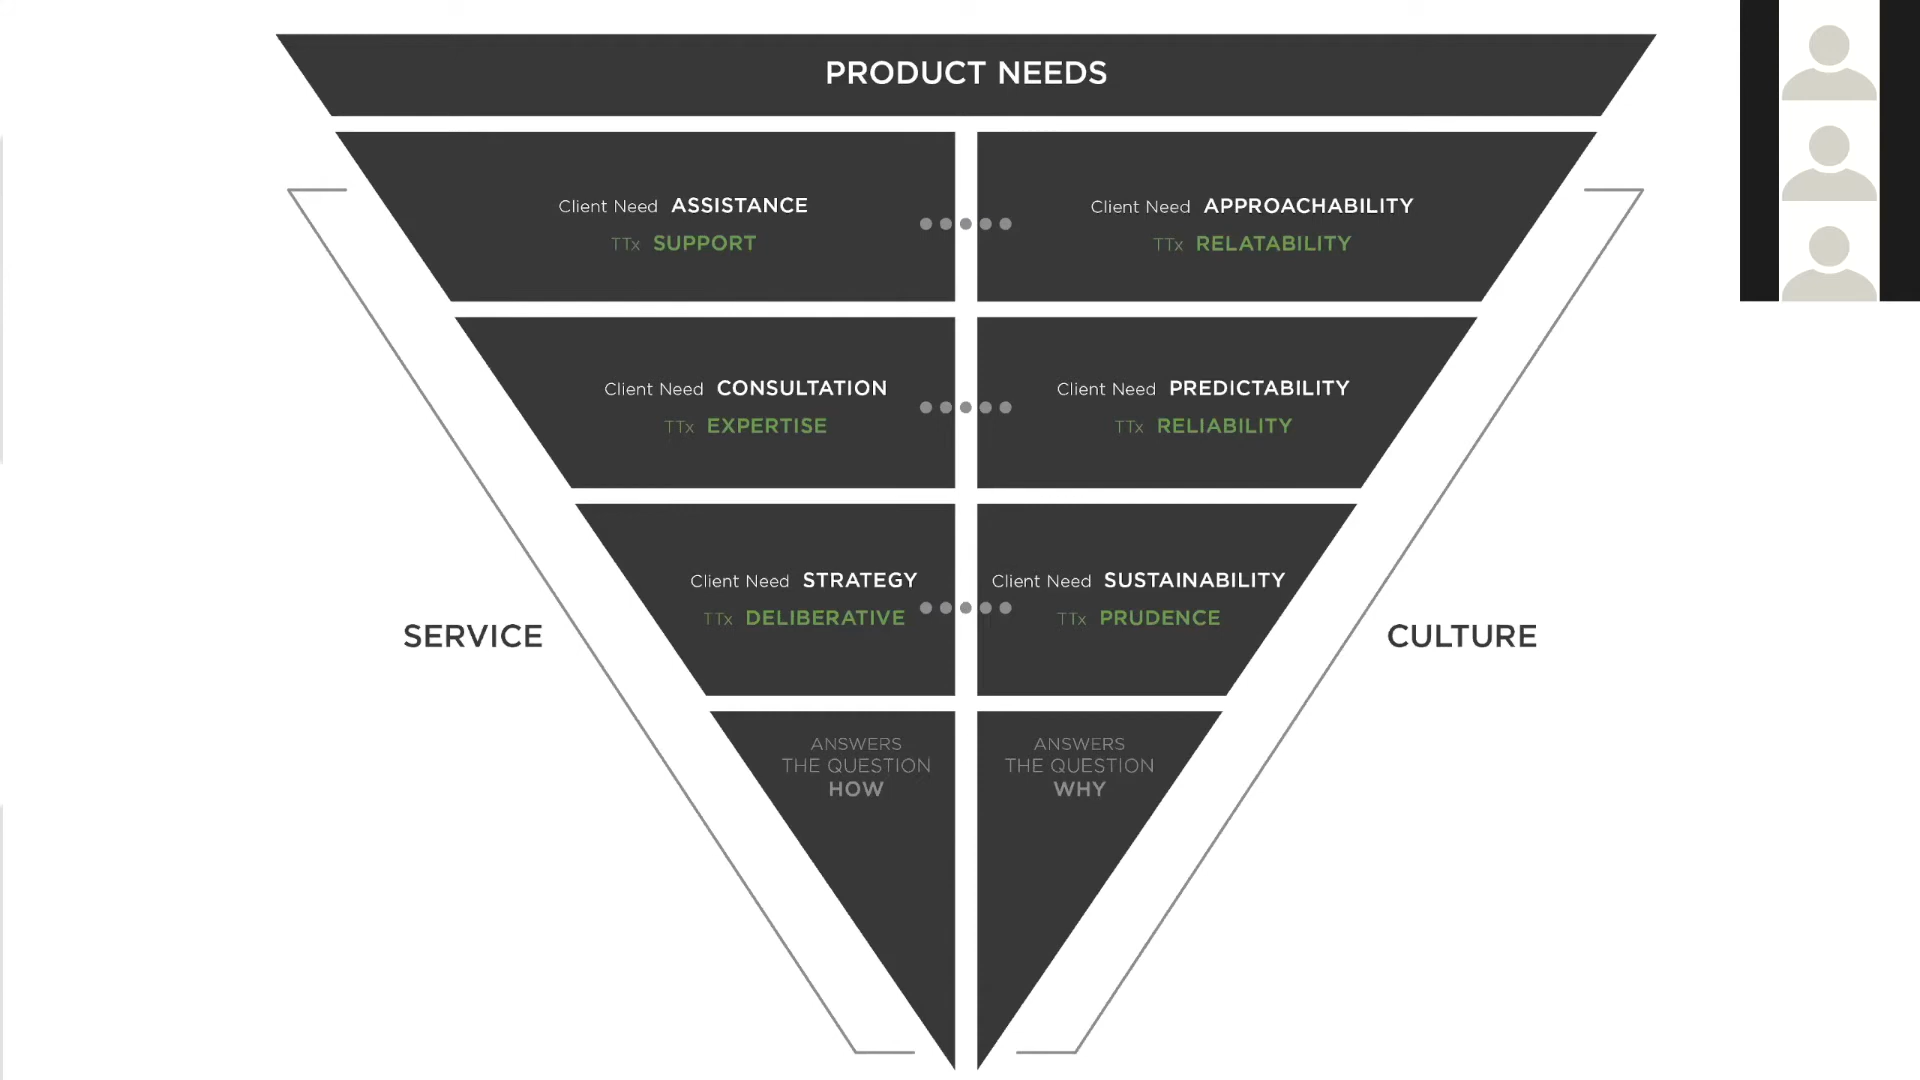 PRODUCT NEEDS
Client Need ASSISTANCE
TTx SUPPORT
Client Need APPROACHABILITY
TTx RELATABILITY
Client Need CONSULTATION
TTx EXPERTISE
Client Need PREDICTABILITY
TTx RELIABILITY
Client Need STRATEGY
TTx DELIBERATIVE
Client Need SUSTAINABILITY
TTx PRUDENCE
SERVICE
CULTURE
ANSWERS
THE QUESTION
HOW
ANSWERS
THE QUESTION
WHY